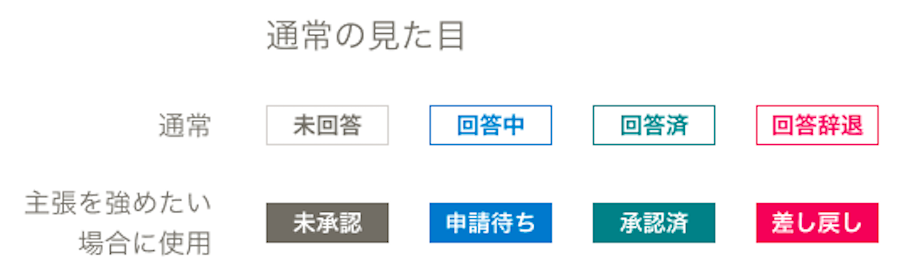 通常の見た目
通常
未回答
回答中
回答済
回答辞退
主張を強めたい
場合に使用
未承認
申請待ち
承認済
差し戻し